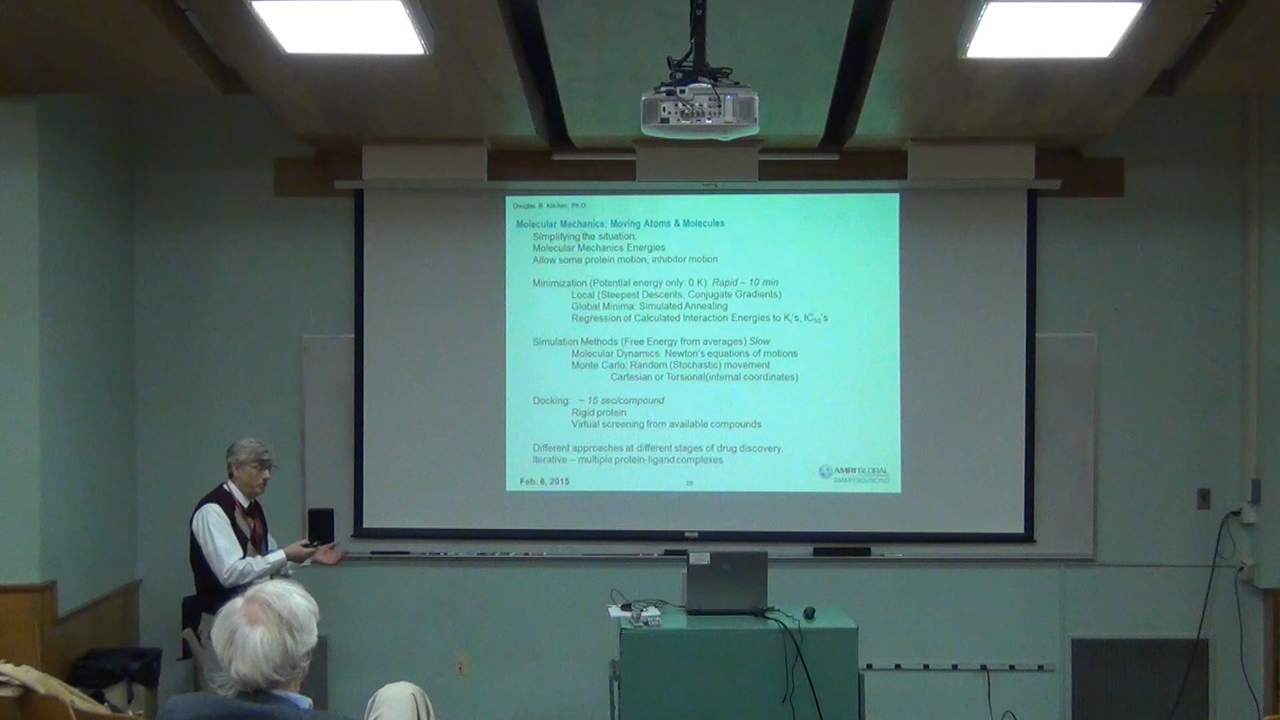 Douglas B. Kitchen, Ph.D.
Molecular Mechanics: Moving Atoms & Molecules
Simplifying the situation:
Molecular Mechanics Energies
Allow some protein motion, inhibitor motion
Minimization (Potential energy only: 0 K) Rapid ~ 10 min
Local (Steepest Descents, Conjugate Gradients)
Global Minima: Simulated Annealing
Regression of Calculated Interaction Energies to Ki's, IC50's
Simulation Methods (Free Energy from averages) Slow
Molecular Dynamics: Newton's equations of motions
Monte Carlo: Random (Stochastic) movement
Cartesian or Torsional(internal coordinates)
Docking: ~ 15 sec/compound
Rigid protein
Virtual screening from available compounds
Different approaches at different stages of drug discovery
Iterative – multiple protein-ligand complexes
AMRI GLOBAL
SMARTSOURCING
Feb. 6, 2015